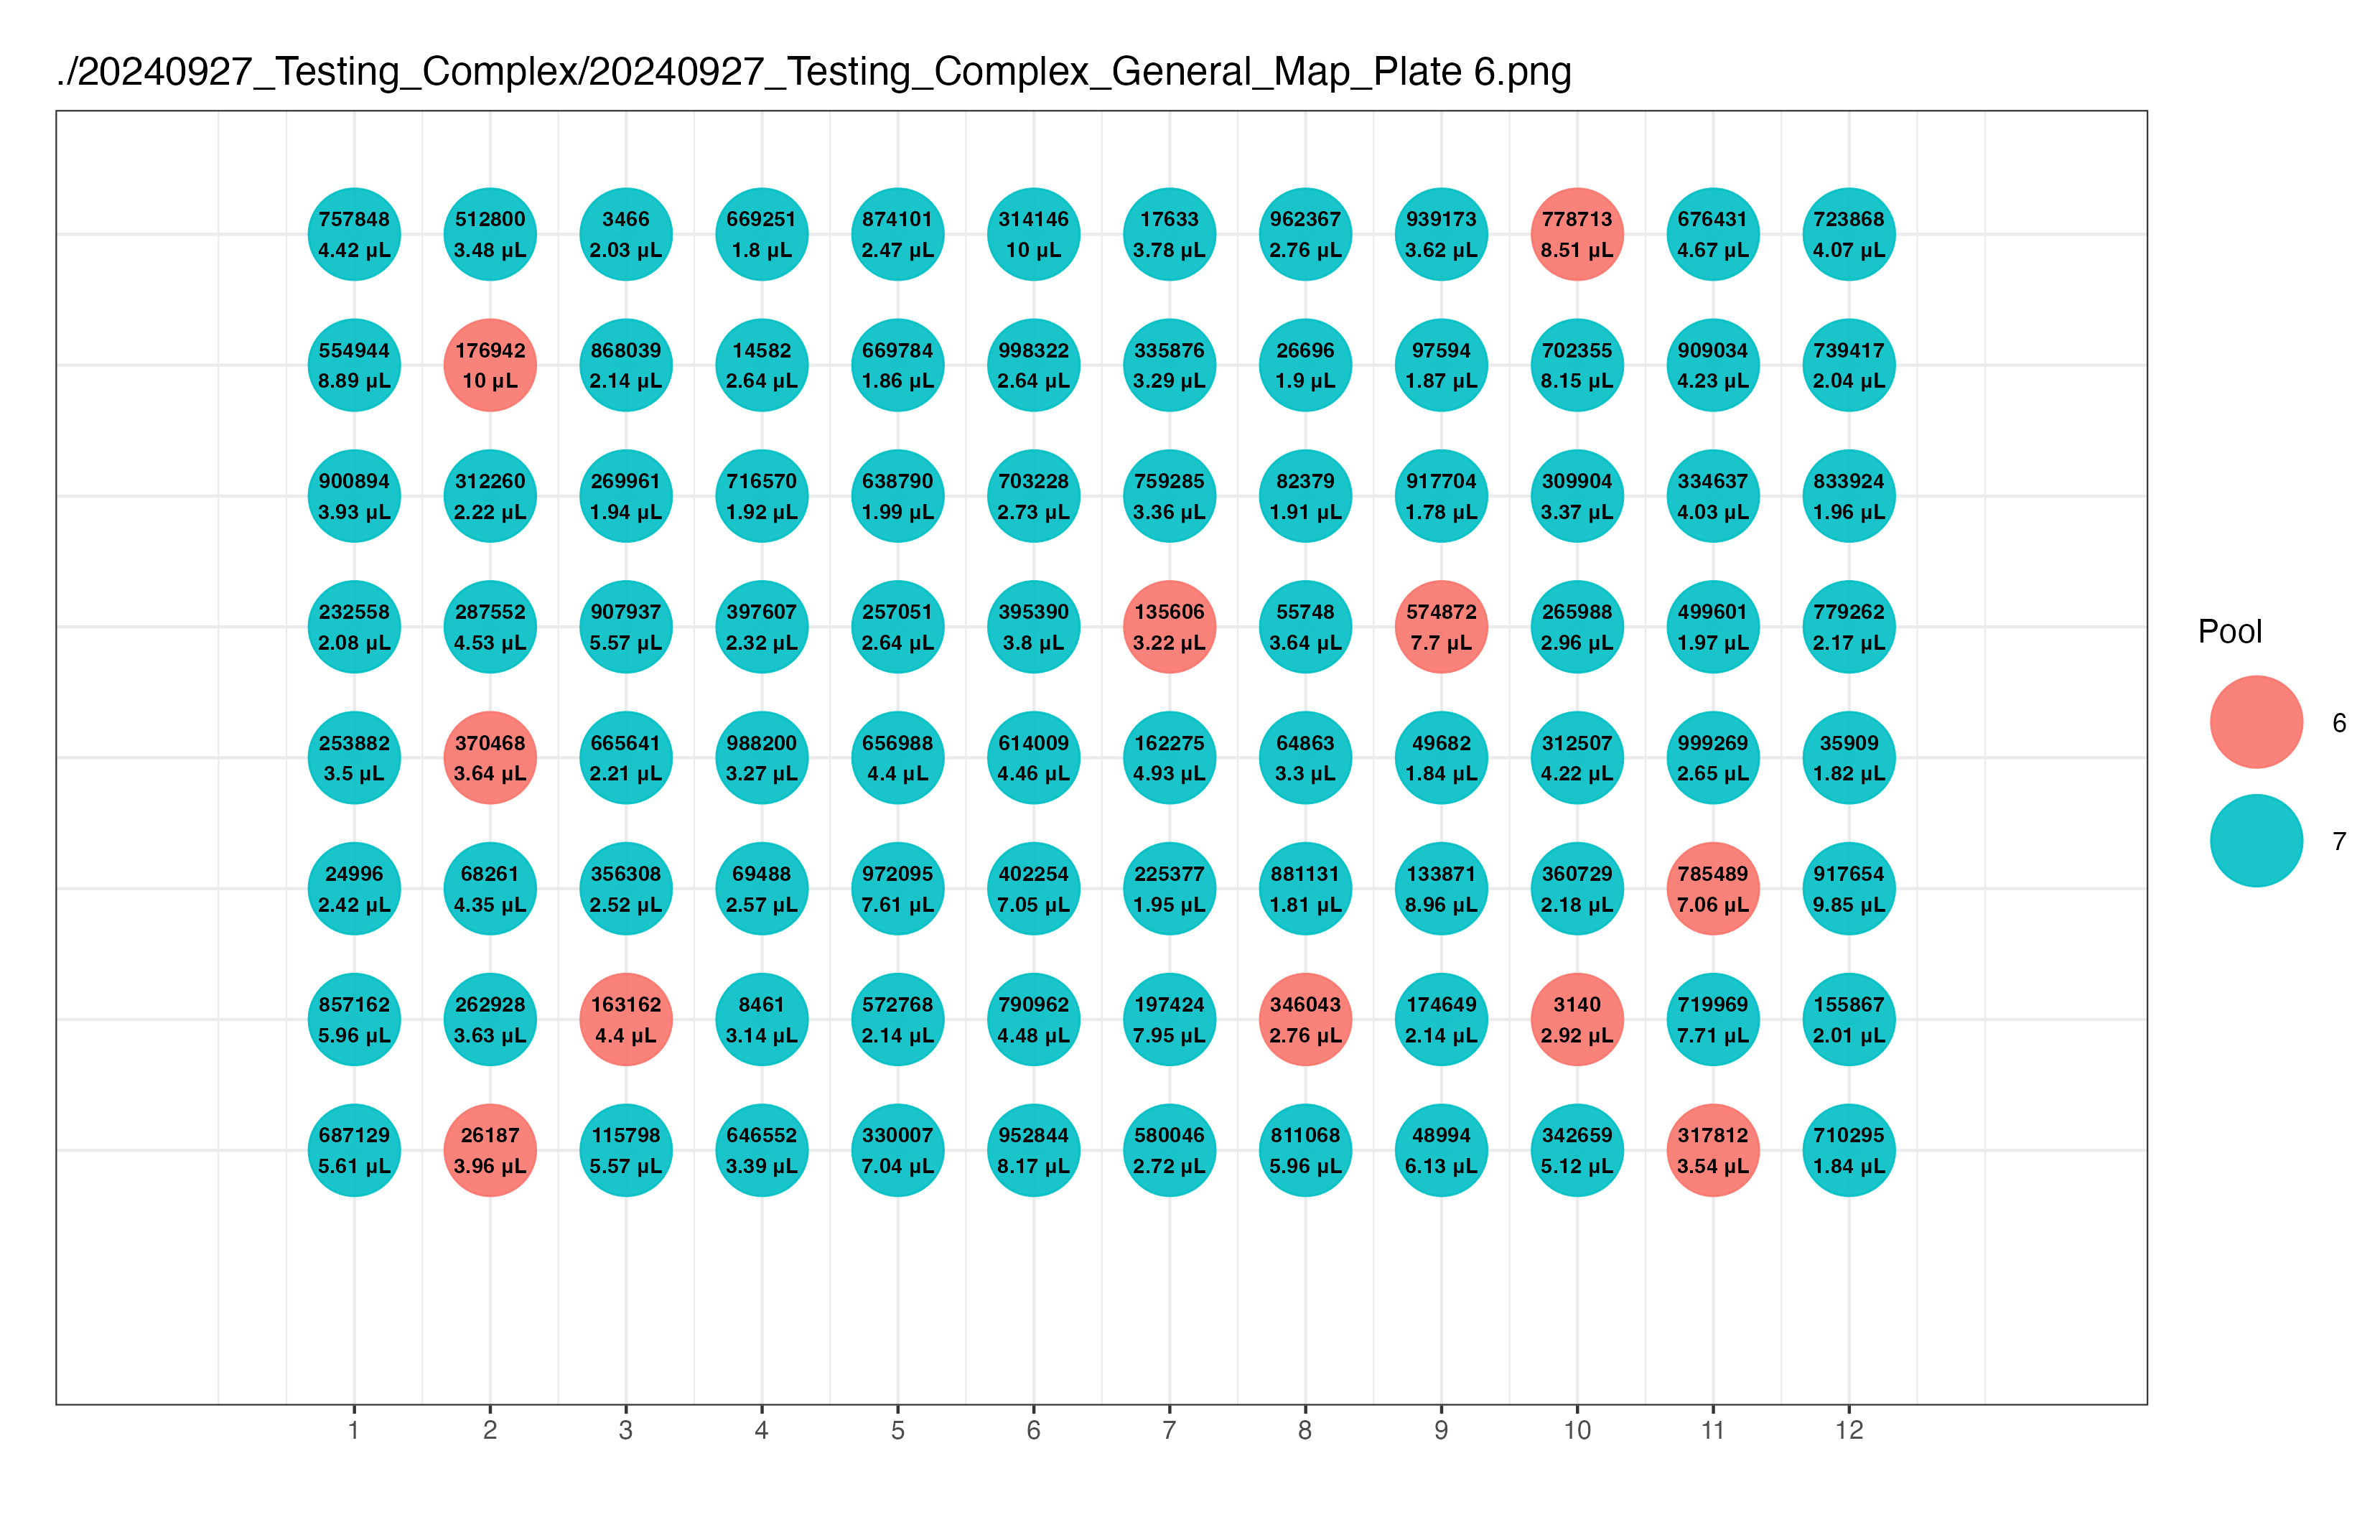 ./20240927_Testing_Complex/20240927_Testing_Complex_General_Map_Plate 6.png
757848 512800 3466 669251 874101 314146 17633 962367 939173 778713 676431 723868
4.42 µL 3.48 µL 2.03 µL 1.8 µL 2.47 µL 10 µL 3.78 µL 2.76 µL 3.62 µL 8.51 µL 4.67 µL 4.07 µL
554944 176942 868039 14582 669784 998322 335876 26696 97594 702355 909034 739417
8.89 µL 10 µL 2.14 µL 2.64 µL 1.86 µL 2.64 µL 3.29 µL 1.9 µL 1.87 µL 8.15 µL 4.23 µL 2.04 µL
900894 312260 269961 716570 638790 703228 759285 82379 917704 309904 334637 833924
3.93 µL 2.22 µL 1.94 µL 1.92 µL 1.99 µL 2.73 µL 3.36 µL 1.91 µL 1.78 µL 3.37 µL 4.03 µL 1.96 µL
232558 287552 907937 397607 257051 395390 135606 55748 574872 265988 499601 779262
2.08 µL 4.53 µL 5.57 µL 2.32 µL 2.64 µL 3.8 µL 3.22 µL 3.64 µL 7.7 µL 2.96 µL 1.97 µL 2.17 µL
253882 370468 665641 988200 656988 614009 162275 64863 49682 312507 999269 35909
3.5 µL 3.64 µL 2.21 µL 3.27 µL 4.4 µL 4.46 µL 4.93 µL 3.3 µL 1.84 µL 4.22 µL 2.65 µL 1.82 µL
24996 68261 356308 69488 972095 402254 225377 881131 133871 360729 785489 917654
2.42 µL 4.35 µL 2.52 µL 2.57 µL 7.61 µL 7.05 µL 1.95 µL 1.81 µL 8.96 µL 2.18 µL 7.06 µL 9.85 µL
857162 262928 163162 8461 572768 790962 197424 346043 174649 3140 719969 155867
5.96 µL 3.63 µL 4.4 µL 3.14 µL 2.14 µL 4.48 µL 7.95 µL 2.76 µL 2.14 µL 2.92 µL 7.71 µL 2.01 µL
687129 26187 115798 646552 330007 952844 580046 811068 48994 342659 317812 710295
5.61 µL 3.96 µL 5.57 µL 3.39 µL 7.04 µL 8.17 µL 2.72 µL 5.96 µL 6.13 µL 5.12 µL 3.54 µL 1.84 µL
1 2 3 4 5 6 7 8 9 10 11 12
Pool
6
7